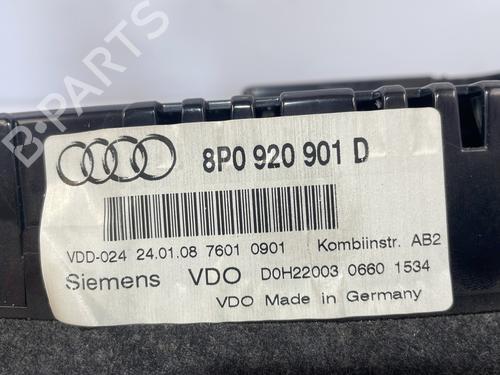 B-PARTS
8P0 920 901 D
VDD-024 24.01.08 7601 0901 Kombiinstr. AB2
Siemens VDO D0H22003 0660 1534
VDO Made in Germany